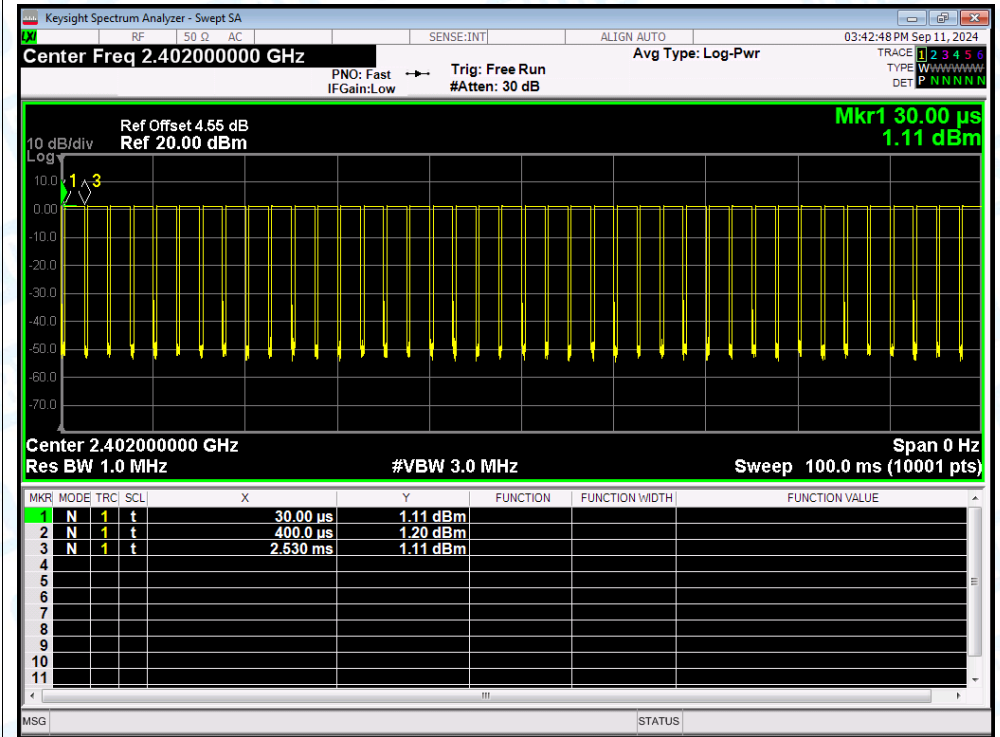 Keysight Spectrum Analyzer - Swept SA
LXI RF 50 Ω AC SENSE:INT ALIGN AUTO 03:42:48 PM Sep 11, 2024
Center Freq 2.402000000 GHz Avg Type: Log-Pwr TRACE 1 2 3 4 5 6
PNO: Fast Trig: Free Run TYPE WWWWWW
IFGain:Low #Atten: 30 dB DET P N N N N N
Mkr1 30.00 µs
Ref Offset 4.55 dB
10 dB/div Ref 20.00 dBm 1.11 dBm
Log
10.0 1 3
0.00
-10.0
-20.0
-30.0
-40.0
-50.0
-60.0
-70.0
Center 2.402000000 GHz Span 0 Hz
Res BW 1.0 MHz #VBW 3.0 MHz Sweep 100.0 ms (10001 pts)
MKR MODE TRC SCL X Y FUNCTION FUNCTION WIDTH FUNCTION VALUE
1 N 1 t 30.00 µs 1.11 dBm
2 N 1 t 400.0 µs 1.20 dBm
3 N 1 t 2.530 ms 1.11 dBm
4
5
6
7
8
9
10
11
MSG STATUS